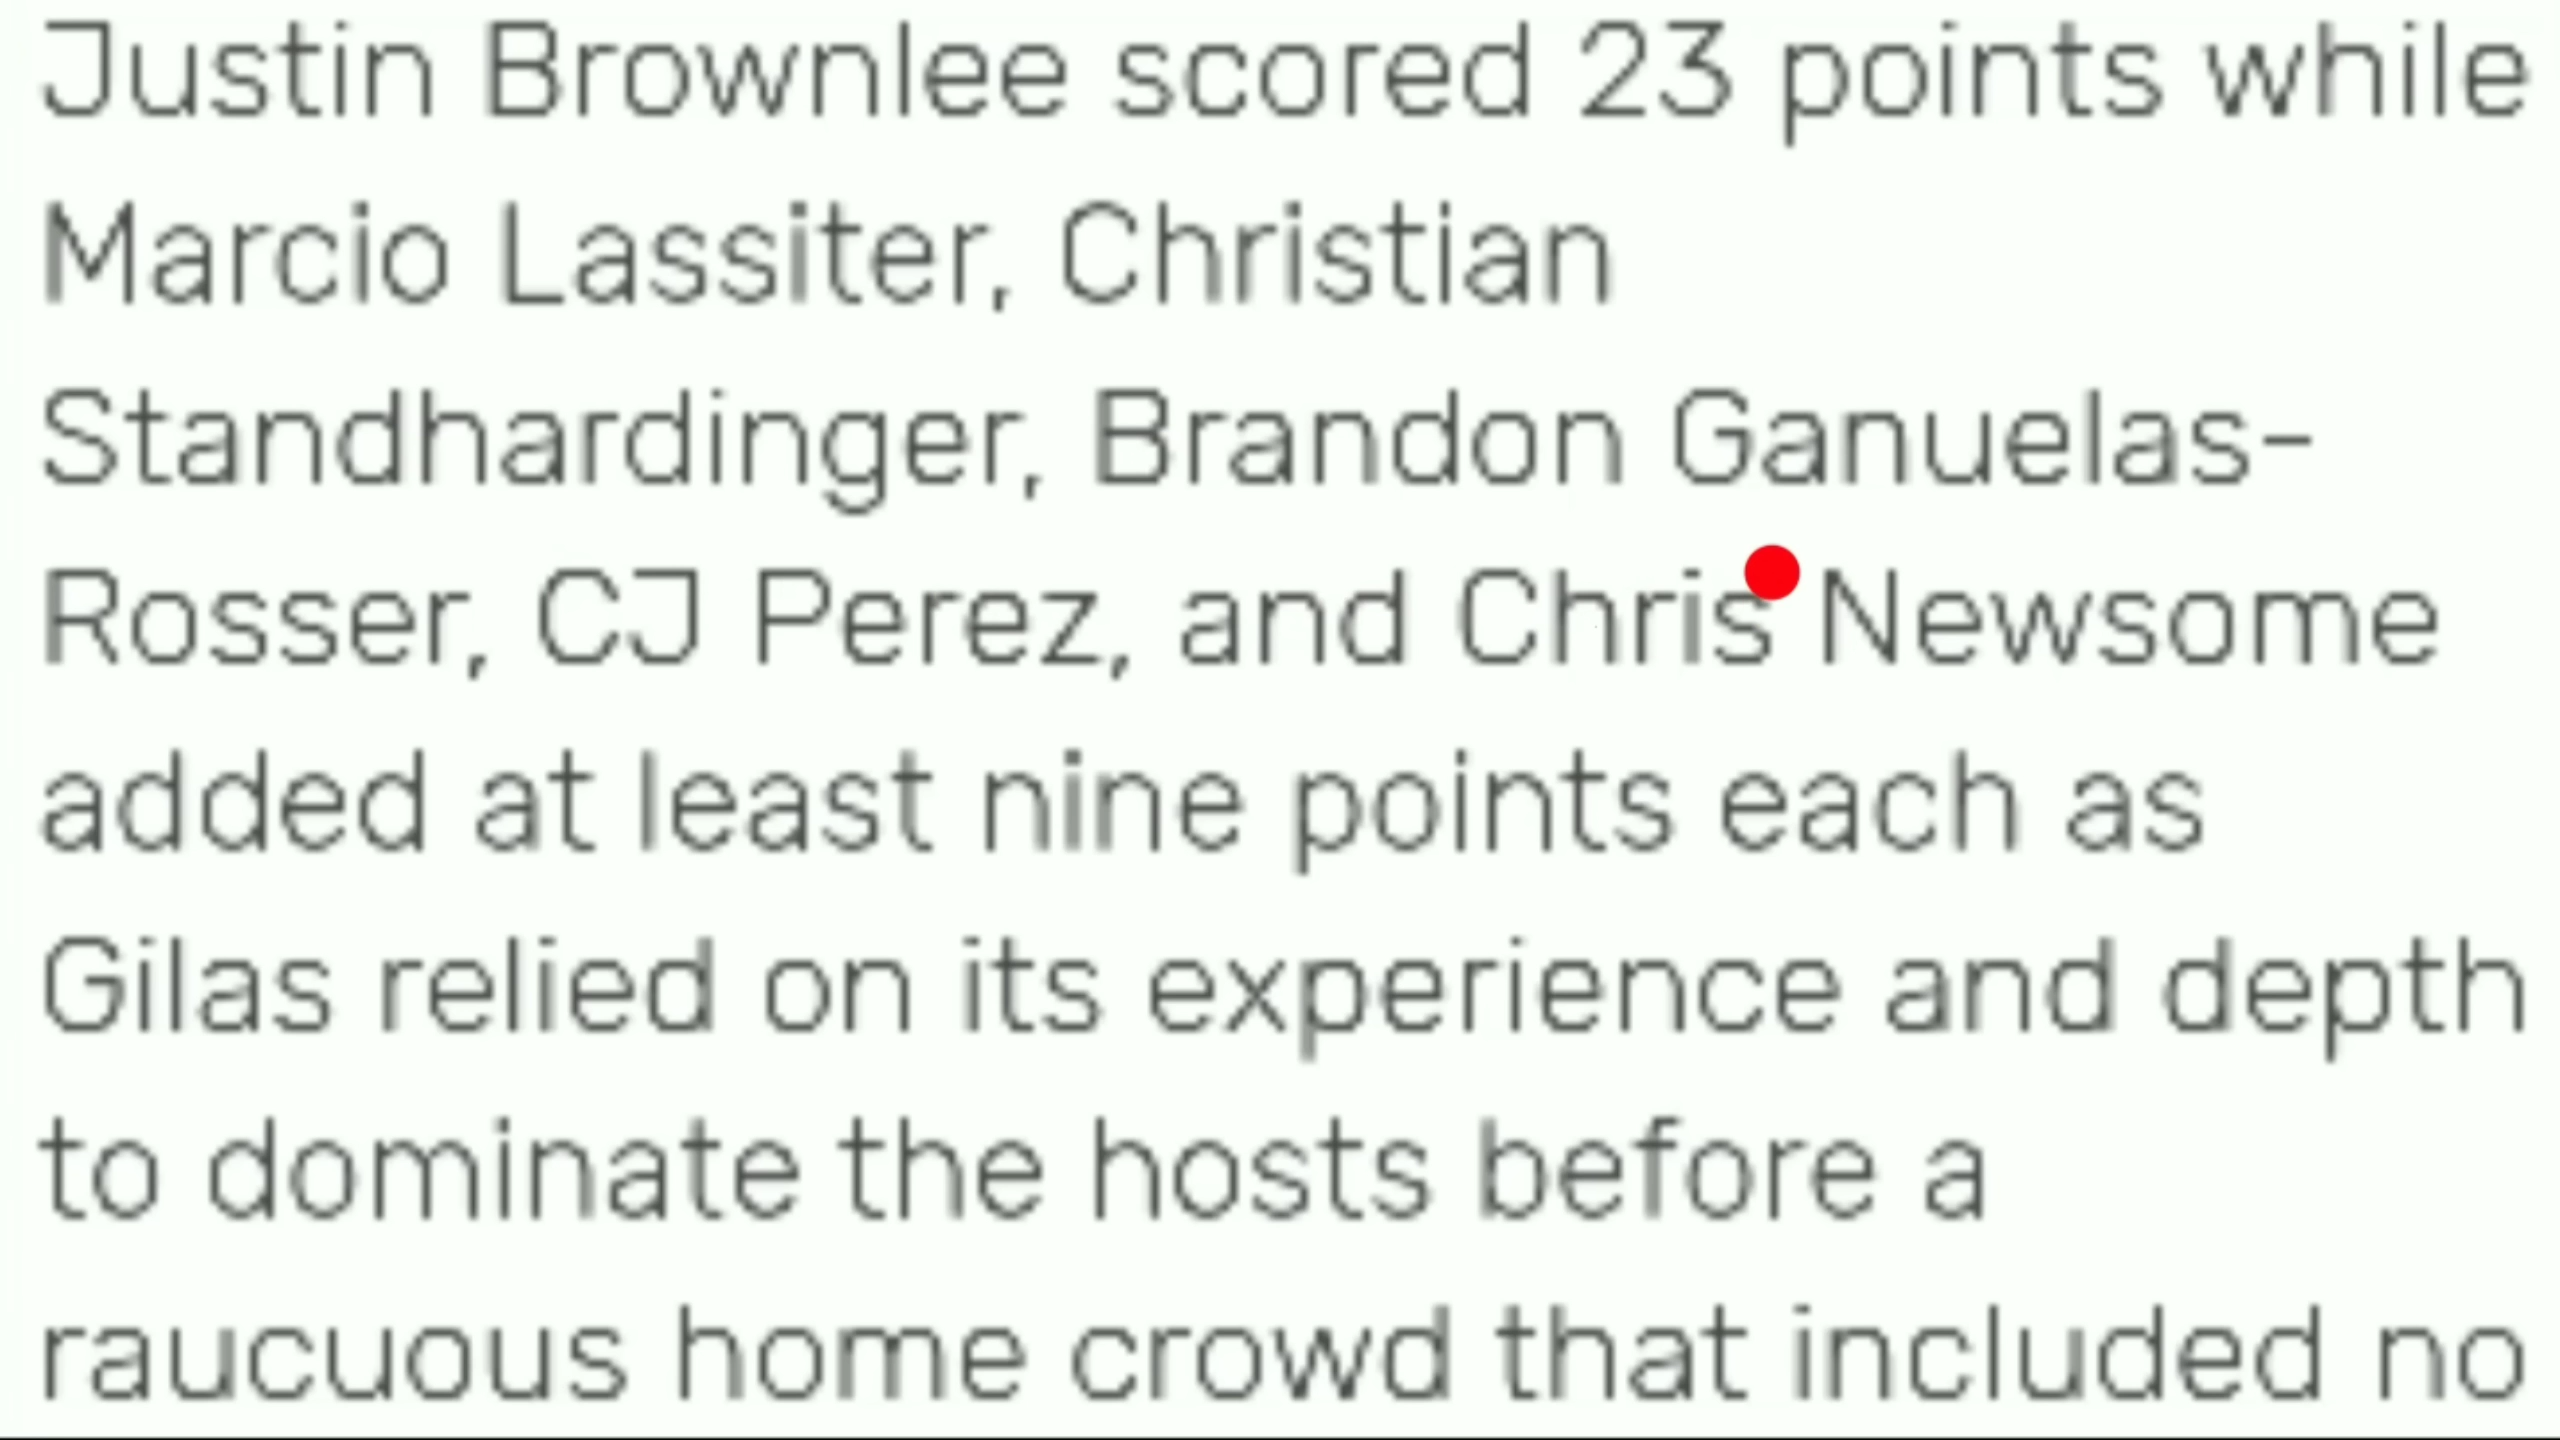 Justin Brownlee scored 23 points while
Marcio Lassiter, Christian
Standhardinger, Brandon Ganuelas-
Rosser, CJ Perez, and Chris Newsome
added at least nine points each as
Gilas relied on its experience and depth
to dominate the hosts before a
raucuous home crowd that included no